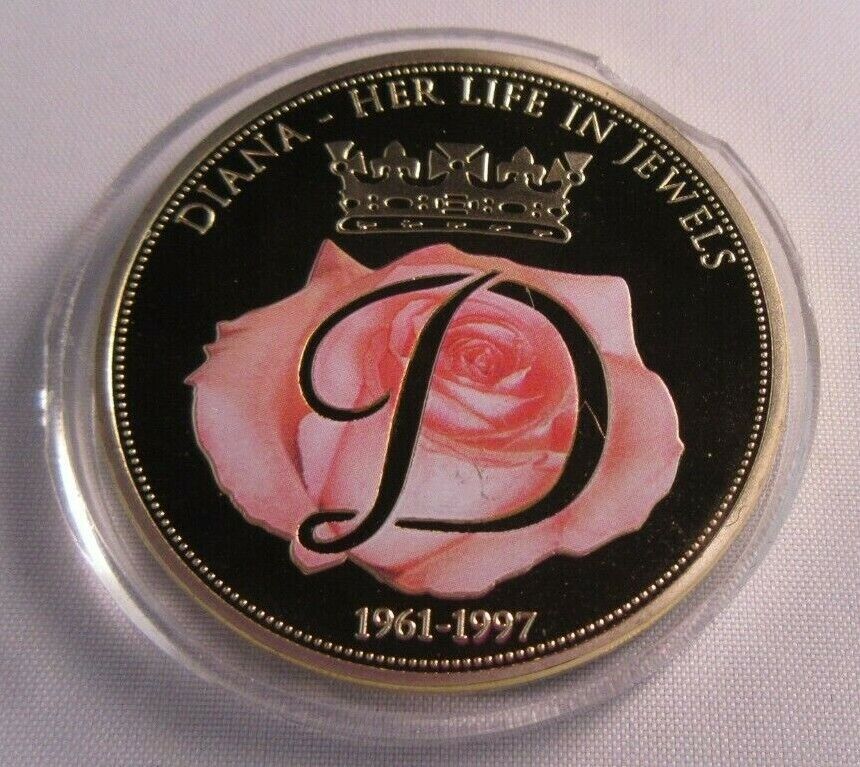 DIANA - HER LIFE IN JEWELS
D
1961-1997